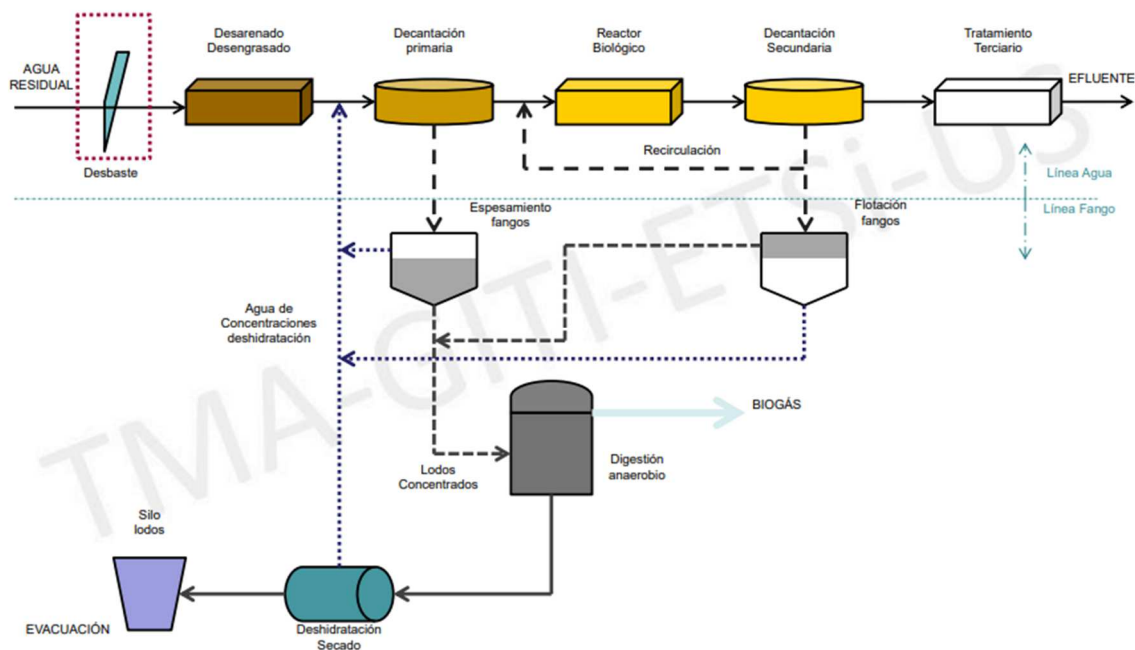 Desarenado
Desengrasado
Decantación
primaria
Reactor
Biológico
Decantación
Secundaria
Tratamiento
Terciario
AGUA
RESIDUAL
EFLUENTE
Desbaste
Recirculación
Línea Agua
Línea Fango
Espesamiento
fangos
Flotación
fangos
Agua de
Concentraciones
deshidratación
BIOGÁS
Digestión
anaerobio
Lodos
Concentrados
Silo
lodos
EVACUACIÓN
Deshidratación
Secado
TMA-GITI-ETSi-US